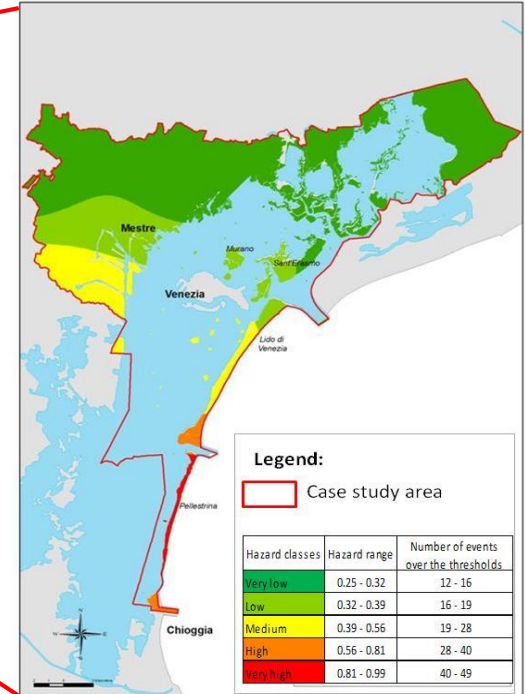 Mestre
Murano
Sant'Erasmo
Venezia
Lido di
Venezia
Pellestrina
Chioggia
N
W E
S
Legend:
Case study area
Hazard classes Hazard range Number of events
over the thresholds
Very low 0.25 - 0.32 12 - 16
Low 0.32 - 0.39 16 - 19
Medium 0.39 - 0.56 19 - 28
High 0.56 - 0.81 28 - 40
Very high 0.81 - 0.99 40 - 49